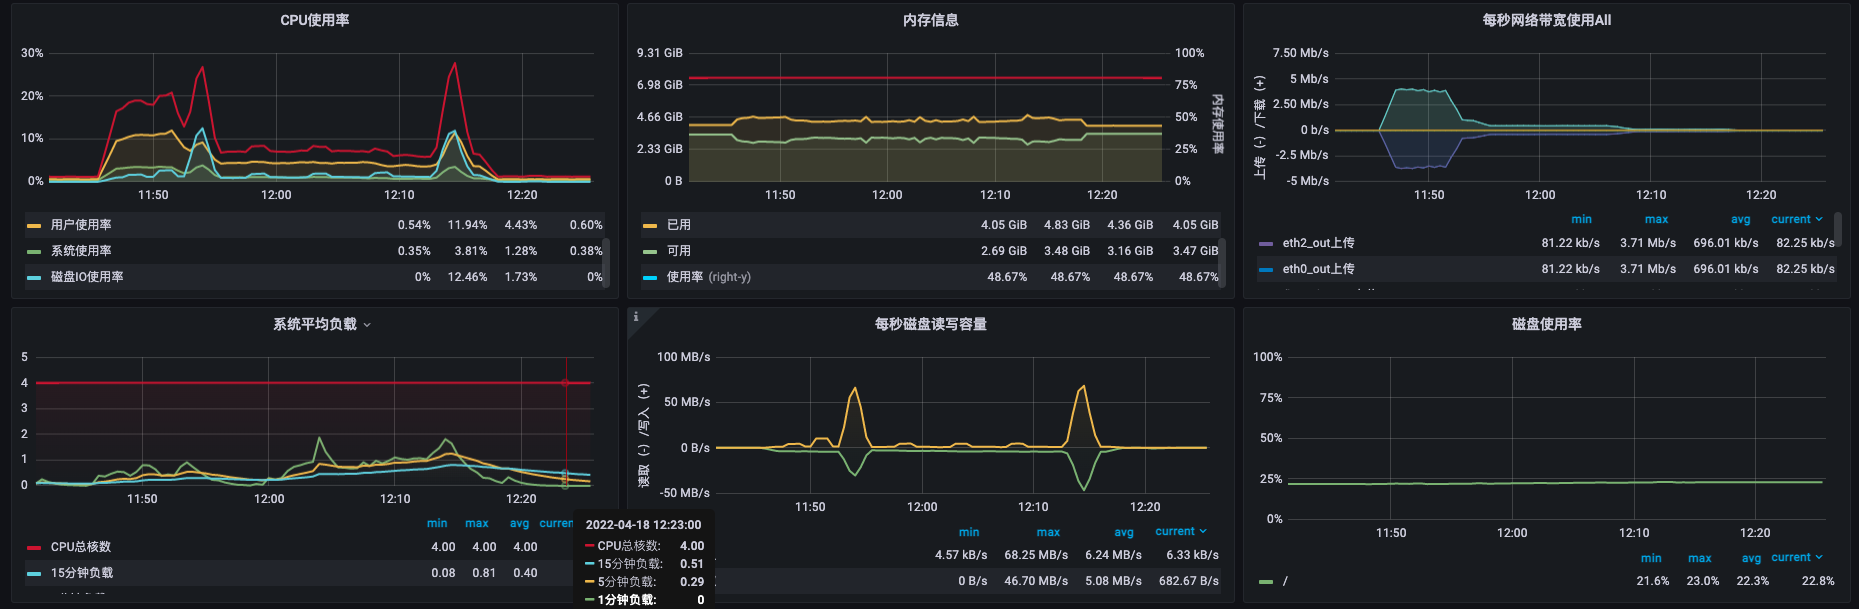 CPU使用率
30%
20%
10%
0%
11:50 12:00 12:10 12:20
用户使用率 0.54% 11.94% 4.43% 0.60%
系统使用率 0.35% 3.81% 1.28% 0.38%
磁盘IO使用率 0% 12.46% 1.73% 0%
内存信息
9.31 GiB 100%
6.98 GiB 75%
4.66 GiB 50%
2.33 GiB 25%
0 B 0%
内存使用率
11:50 12:00 12:10 12:20
已用 4.05 GiB 4.83 GiB 4.36 GiB 4.05 GiB
可用 2.69 GiB 3.48 GiB 3.16 GiB 3.47 GiB
使用率 (right-y) 48.67% 48.67% 48.67% 48.67%
每秒网络带宽使用All
上传（-）/下载（+）
7.50 Mb/s
5 Mb/s
2.50 Mb/s
0 b/s
-2.5 Mb/s
-5 Mb/s
11:50 12:00 12:10 12:20
min max avg current
eth2_out上传 81.22 kb/s 3.71 Mb/s 696.01 kb/s 82.25 kb/s
eth0_out上传 81.22 kb/s 3.71 Mb/s 696.01 kb/s 82.25 kb/s
系统平均负载
5
4
3
2
1
0
11:50 12:00 12:10 12:20
min max avg curren
CPU总核数 4.00 4.00 4.00
15分钟负载 0.08 0.81 0.40
2022-04-18 12:23:00
CPU总核数: 4.00
15分钟负载: 0.51
5分钟负载: 0.29
1分钟负载: 0
i
每秒磁盘读写容量
读取（-）/写入（+）
100 MB/s
50 MB/s
0 B/s
-50 MB/s
11:50 12:00 12:10 12:20
min max avg current
4.57 kB/s 68.25 MB/s 6.24 MB/s 6.33 kB/s
0 B/s 46.70 MB/s 5.08 MB/s 682.67 B/s
磁盘使用率
100%
75%
50%
25%
0%
11:50 12:00 12:10 12:20
min max avg current
/ 21.6% 23.0% 22.3% 22.8%